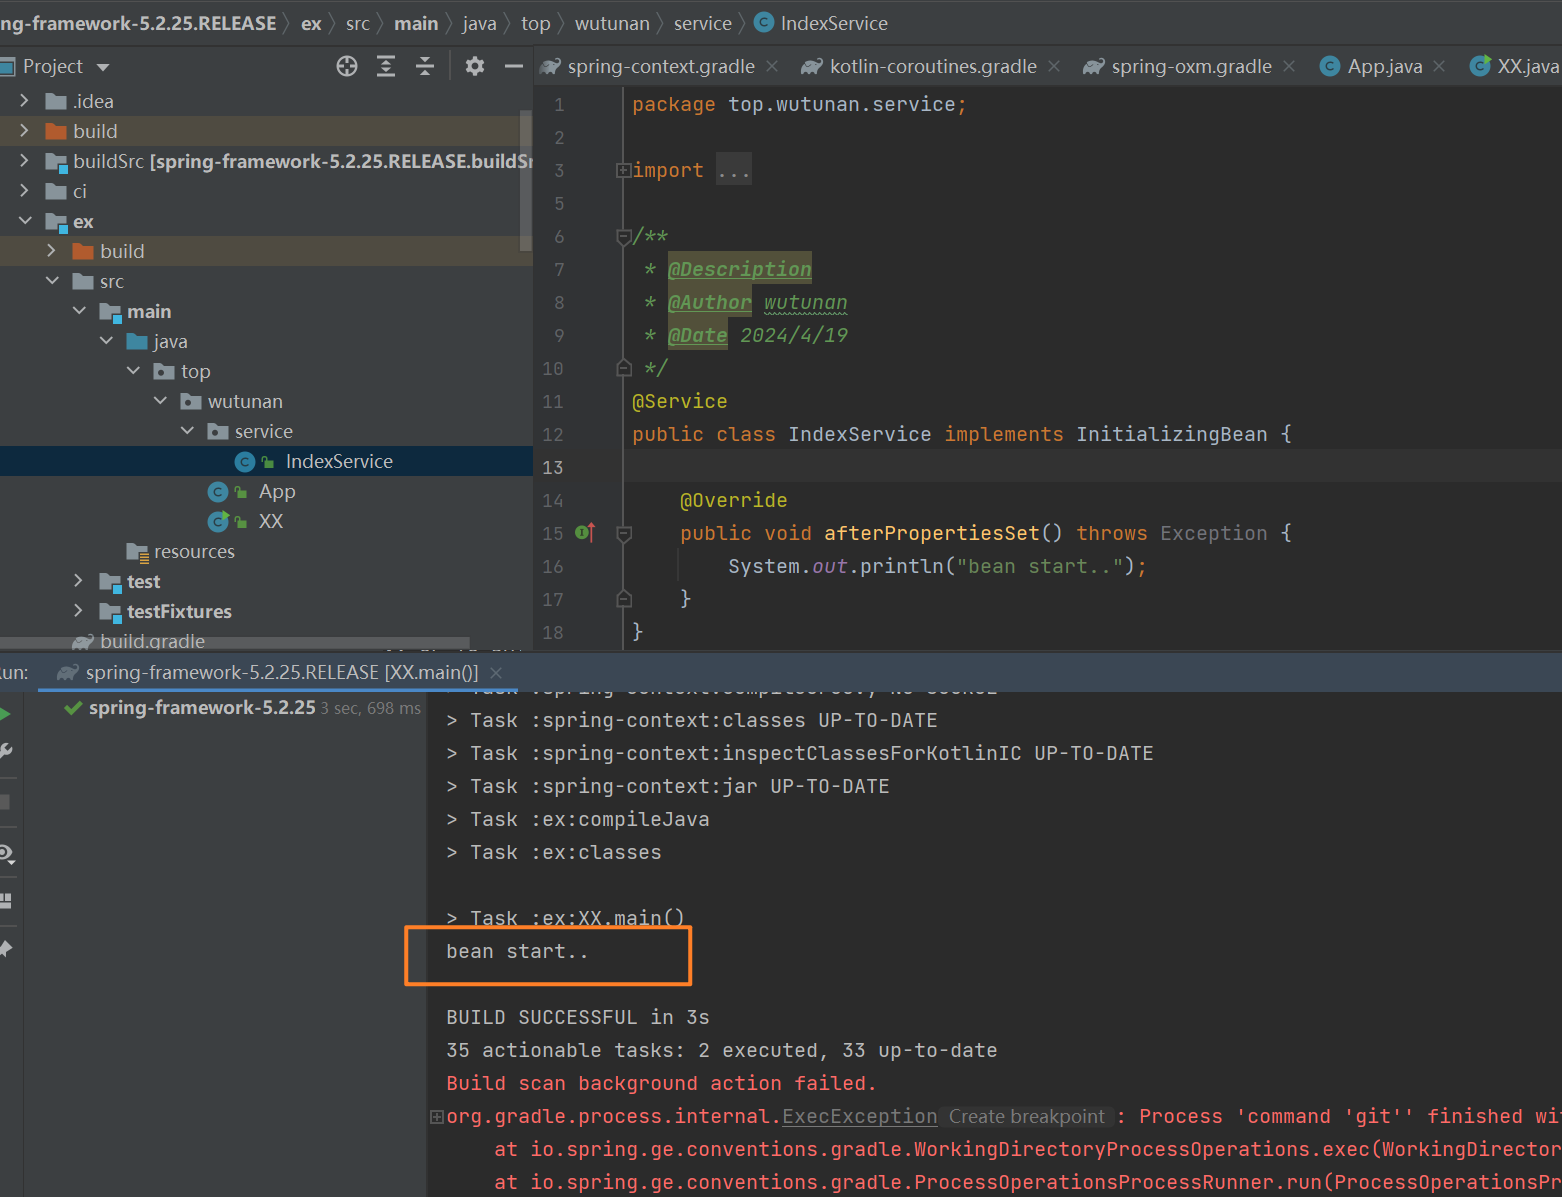 ng-framework-5.2.25.RELEASE ex src main java top wutunan service IndexService
Project
spring-context.gradle kotlin-coroutines.gradle spring-oxm.gradle App.java XX.java
.idea
build
buildSrc [spring-framework-5.2.25.RELEASE.buildSr
ci
ex
build
src
main
java
top
wutunan
service
IndexService
App
XX
resources
test
testFixtures
build.gradle
1 package top.wutunan.service;
2
3 import ...
5
6 /**
7 * @Description
8 * @Author wutunan
9 * @Date 2024/4/19
10 */
11 @Service
12 public class IndexService implements InitializingBean {
13
14 @Override
15 public void afterPropertiesSet() throws Exception {
16 System.out.println("bean start..");
17 }
18 }
un: spring-framework-5.2.25.RELEASE [XX.main()]
spring-framework-5.2.25 3 sec, 698 ms
> Task :spring-context:classes UP-TO-DATE
> Task :spring-context:inspectClassesForKotlinIC UP-TO-DATE
> Task :spring-context:jar UP-TO-DATE
> Task :ex:compileJava
> Task :ex:classes
> Task :ex:XX.main()
bean start..
BUILD SUCCESSFUL in 3s
35 actionable tasks: 2 executed, 33 up-to-date
Build scan background action failed.
org.gradle.process.internal.ExecException Create breakpoint : Process 'command 'git'' finished wi
at io.spring.ge.conventions.gradle.WorkingDirectoryProcessOperations.exec(WorkingDirector
at io.spring.ge.conventions.gradle.ProcessOperationsProcessRunner.run(ProcessOperationsPr